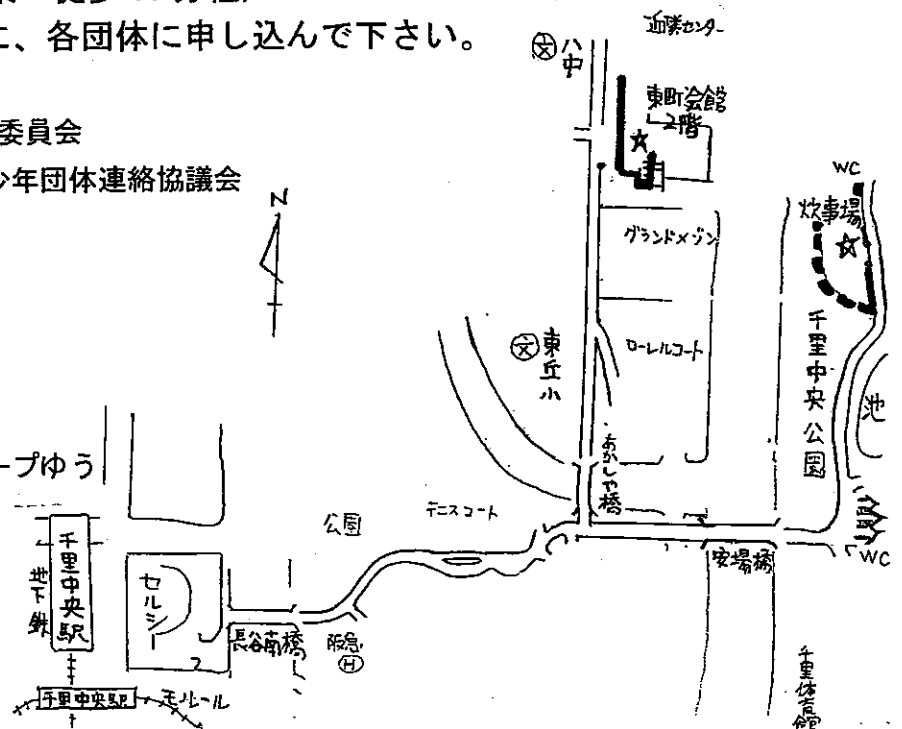 に、各団体に申し込んで下さい。
委員会
少年団体連絡協議会
ープゆう
近隣センター
八中
文
東町会館
2階
WC
炊事場
N
グランドメゾン
ローレルコート
文
東丘小
千里中央公園
池
あかしや橋
テニスコート
公園
安場橋
WC
千里中央駅
地下鉄
セルシー
長谷南橋
阪急
H
千里体育館
千里中央駅
モノレール